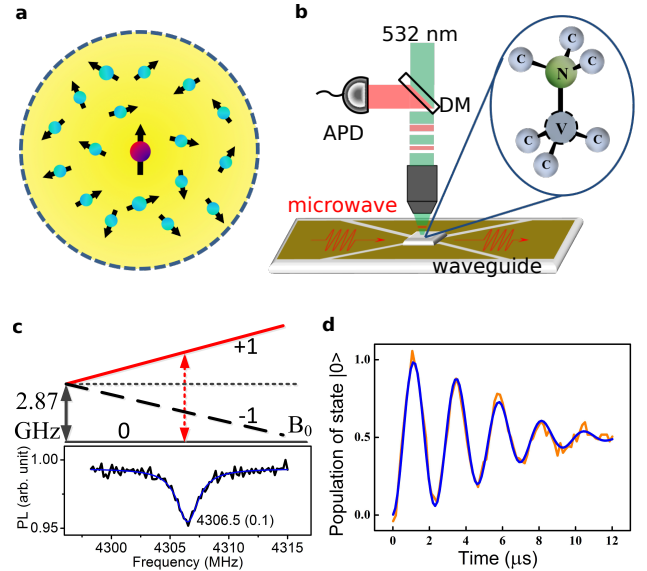 a
b
532 nm
DM
APD
C
C
C
N
V
C
C
C
microwave
waveguide
c
+1
2.87
GHz
0
-1
B₀
PL (arb. unit)
1.00
0.95
4306.5 (0.1)
4300
4305
4310
4315
Frequency (MHz)
d
Population of state |0>
1.0
0.5
0.0
0
2
4
6
8
10
12
Time (μs)